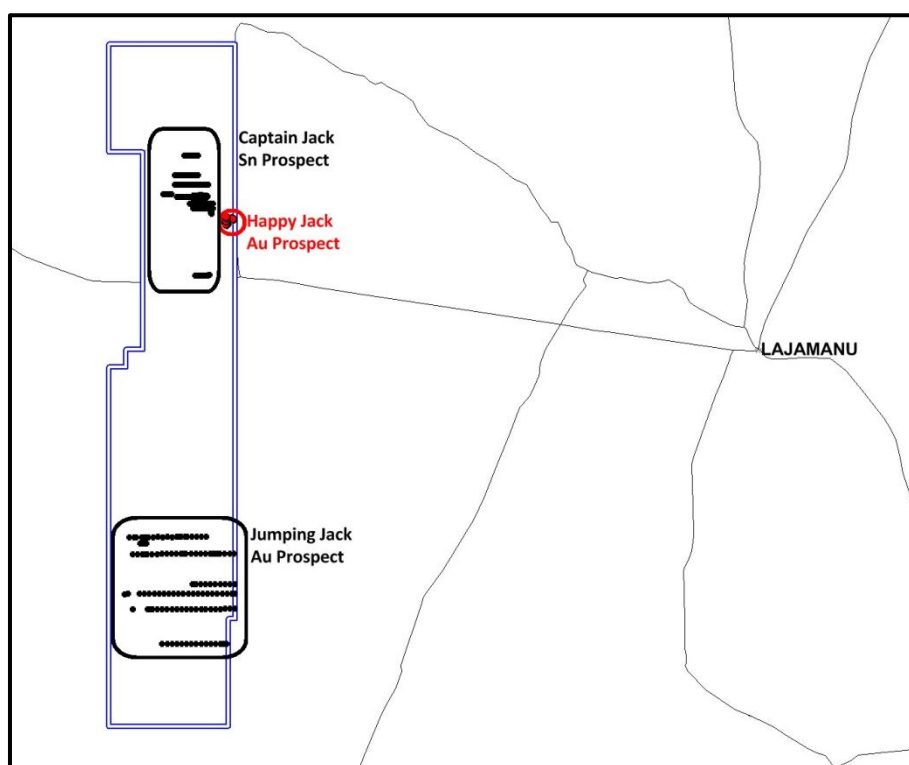 Captain Jack
Sn Prospect
Happy Jack
Au Prospect
LAJAMANU
Jumping Jack
Au Prospect